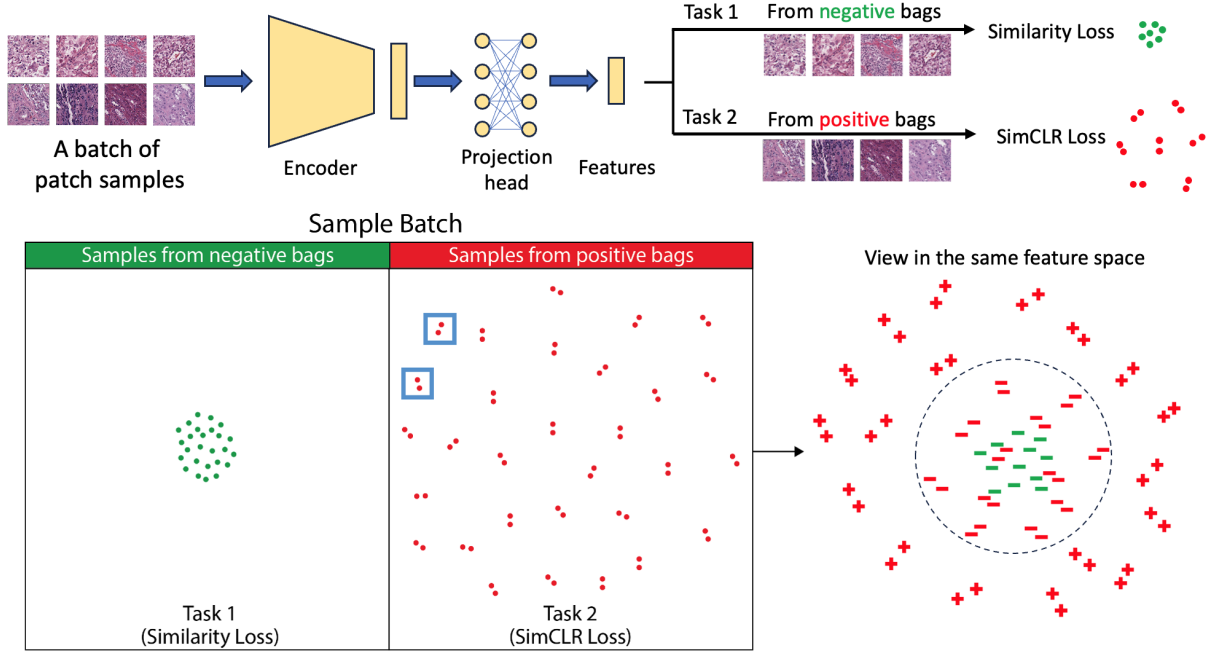 A batch of
patch samples
Encoder
Projection
head
Features
Task 1
From negative bags
Similarity Loss
Task 2
From positive bags
SimCLR Loss
Sample Batch
Samples from negative bags
Samples from positive bags
Task 1
(Similarity Loss)
Task 2
(SimCLR Loss)
View in the same feature space